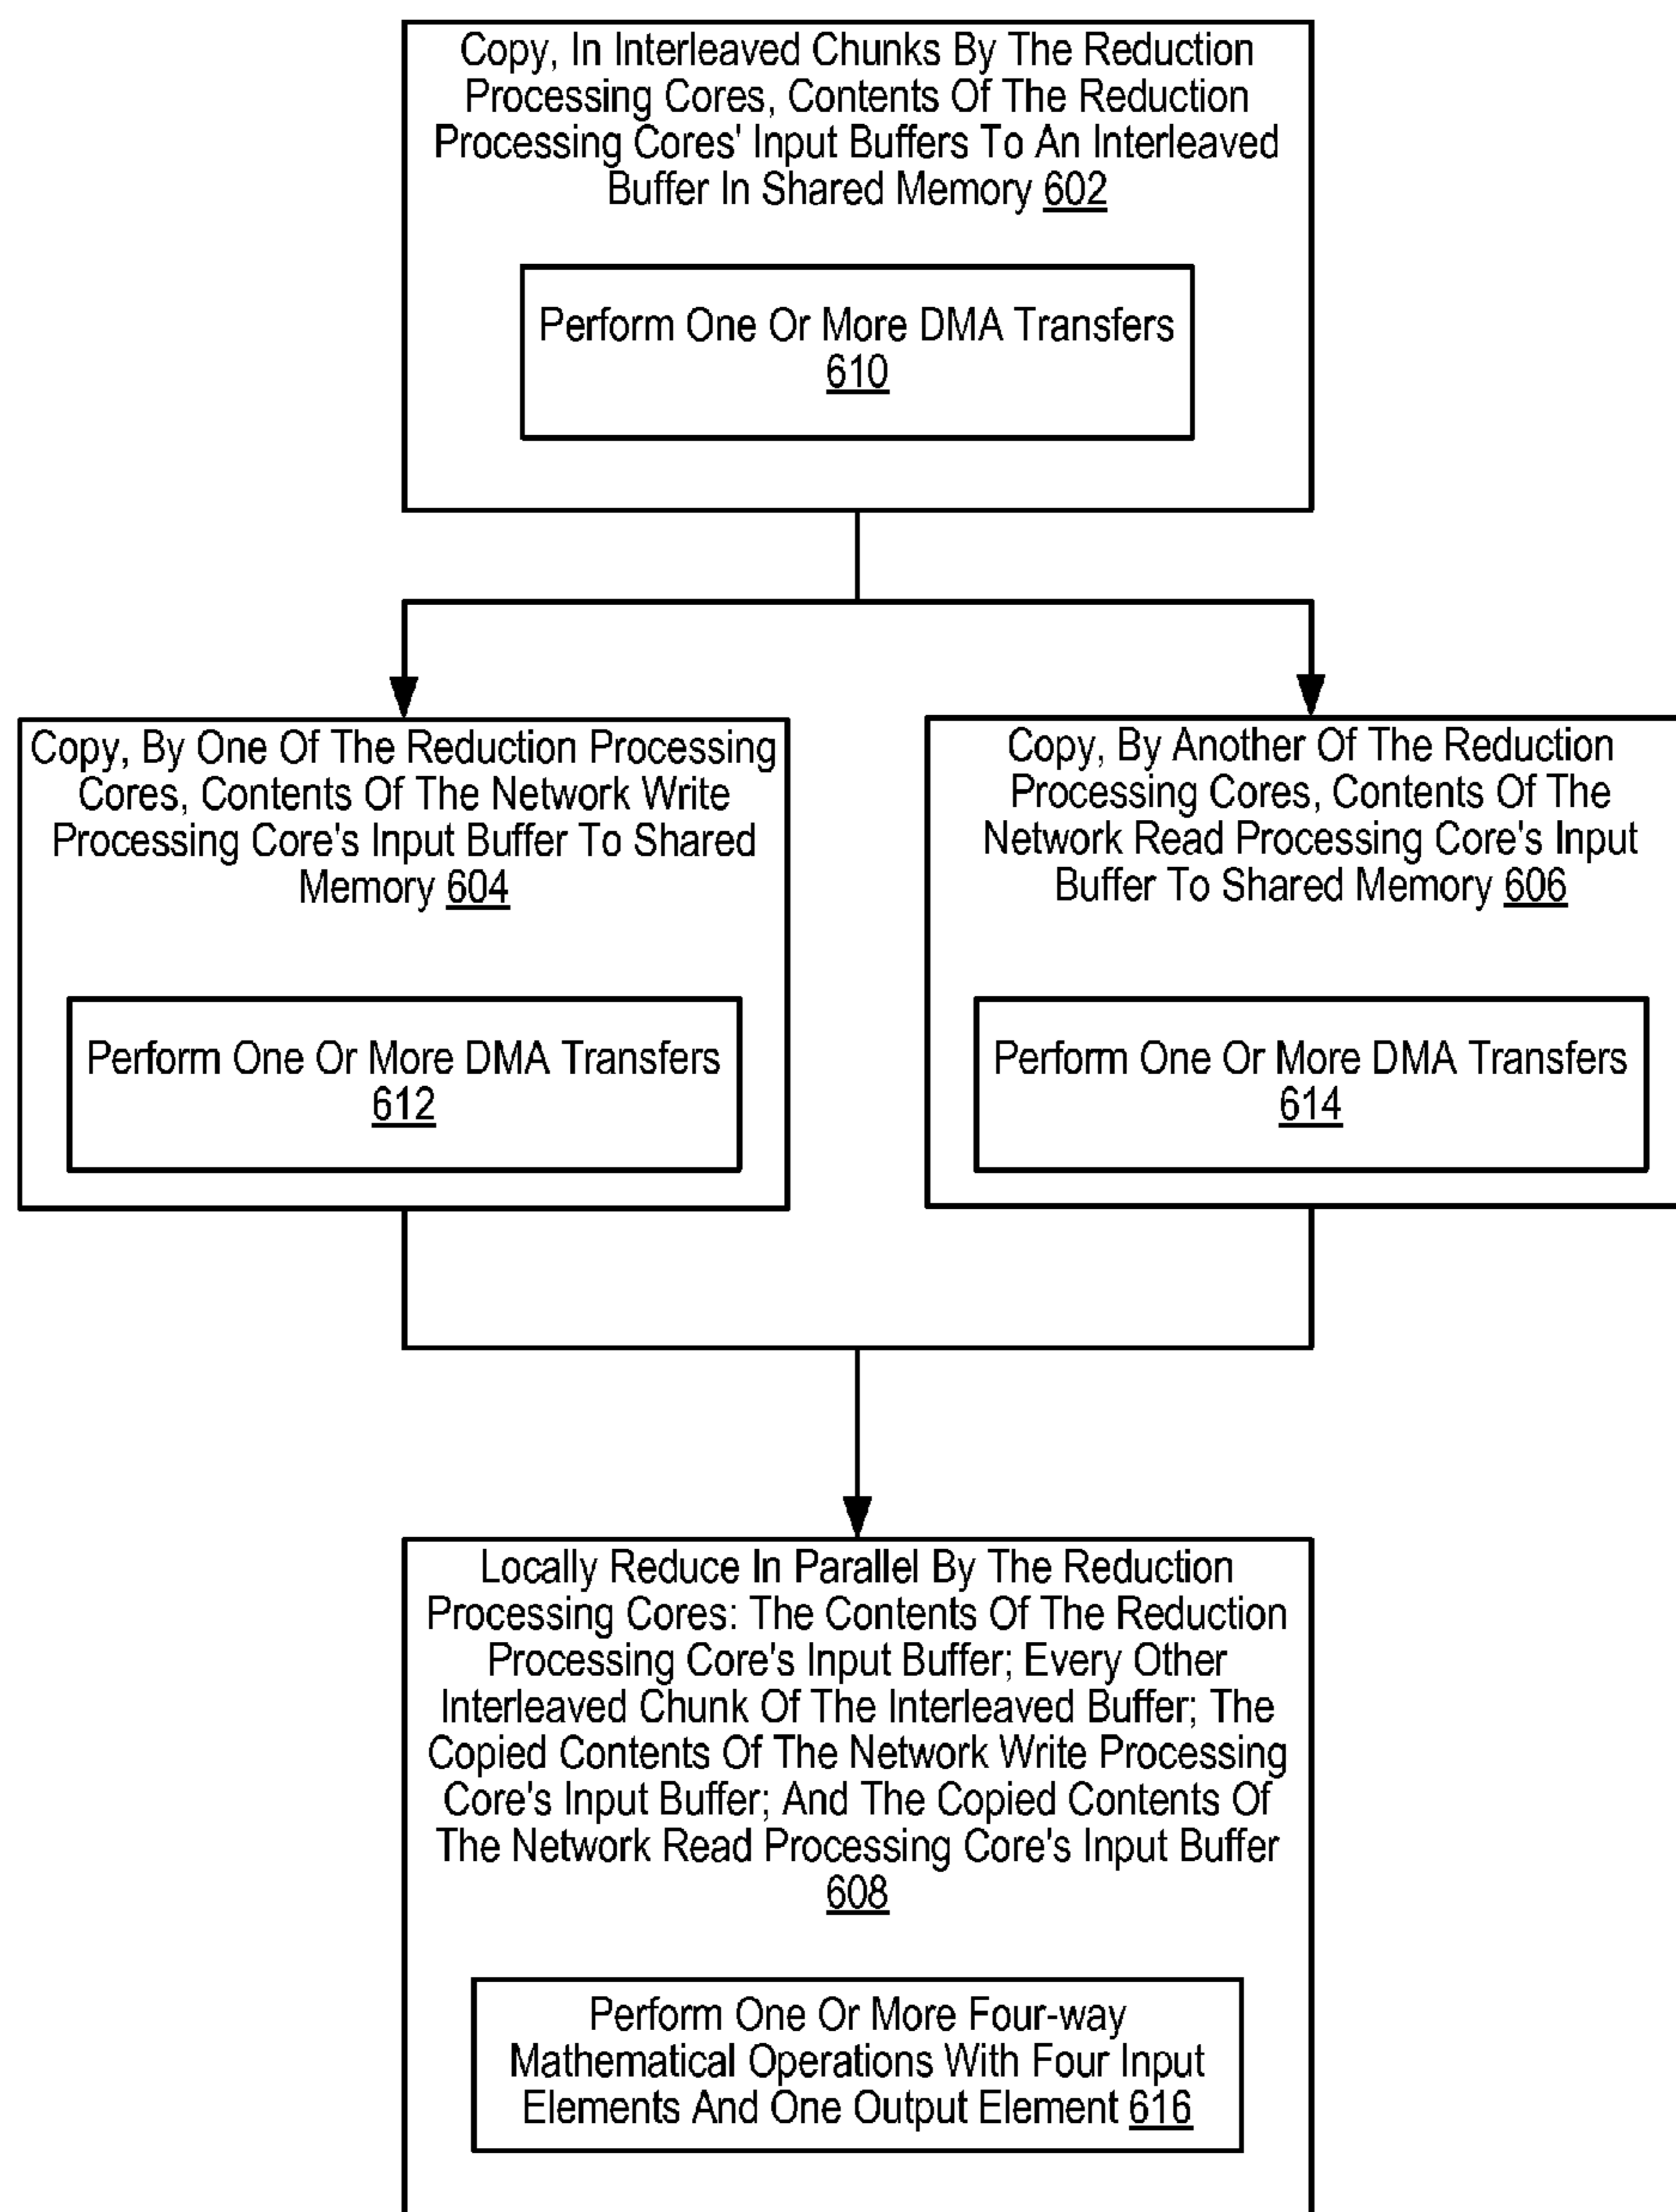 Copy, In Interleaved Chunks By The Reduction
Processing Cores, Contents Of The Reduction
Processing Cores' Input Buffers To An Interleaved
Buffer In Shared Memory 602
Perform One Or More DMA Transfers
610
Copy, By One Of The Reduction Processing
Cores, Contents Of The Network Write
Processing Core's Input Buffer To Shared
Memory 604
Perform One Or More DMA Transfers
612
Copy, By Another Of The Reduction
Processing Cores, Contents Of The
Network Read Processing Core's Input
Buffer To Shared Memory 606
Perform One Or More DMA Transfers
614
Locally Reduce In Parallel By The Reduction
Processing Cores: The Contents Of The Reduction
Processing Core's Input Buffer; Every Other
Interleaved Chunk Of The Interleaved Buffer; The
Copied Contents Of The Network Write Processing
Core's Input Buffer; And The Copied Contents Of
The Network Read Processing Core's Input Buffer
608
Perform One Or More Four-way
Mathematical Operations With Four Input
Elements And One Output Element 616